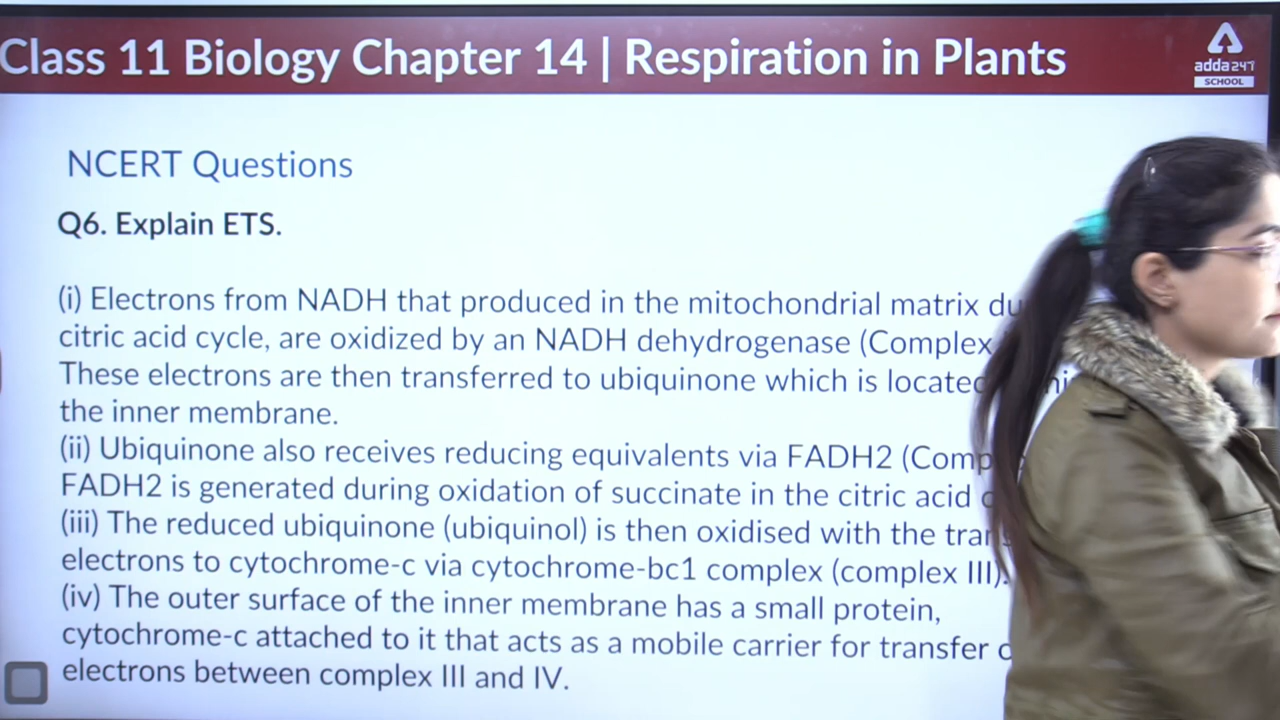 Class 11 Biology Chapter 14 | Respiration in Plants
adda247
SCHOOL
NCERT Questions
Q6. Explain ETS.
(i) Electrons from NADH that produced in the mitochondrial matrix
citric acid cycle, are oxidized by an NADH dehydrogenase (Complex
These electrons are then transferred to ubiquinone which is located
the inner membrane.
(ii) Ubiquinone also receives reducing equivalents via FADH2
FADH2 is generated during oxidation of succinate in the citric acid
(iii) The reduced ubiquinone (ubiquinol) is then oxidised with the
electrons to cytochrome-c via cytochrome-bc1 complex (complex III).
(iv) The outer surface of the inner membrane has a small protein,
cytochrome-c attached to it that acts as a mobile carrier for transfer
electrons between complex III and IV.